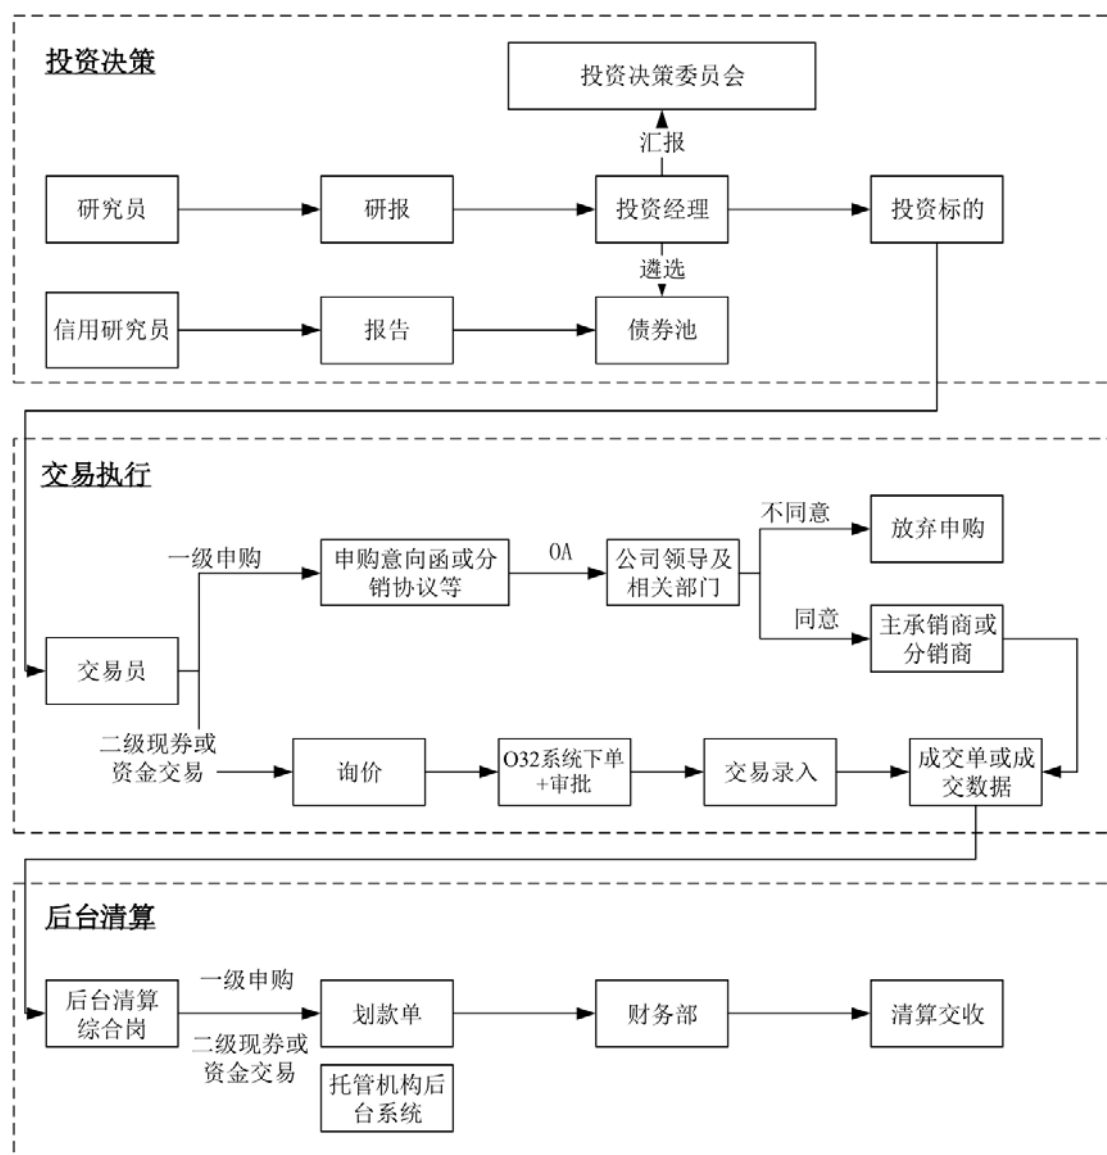 投资决策
投资决策委员会
汇报
研究员
研报
投资经理
投资标的
遴选
信用研究员
报告
债券池
交易执行
不同意
放弃申购
一级申购
申购意向函或分
销协议等
OA
公司领导及
相关部门
同意
主承销商或
分销商
交易员
二级现券或
资金交易
询价
O32系统下单
+审批
交易录入
成交单或成
交数据
后台清算
一级申购
后台清算
综合岗
划款单
财务部
清算交收
二级现券或
资金交易
托管机构后
台系统